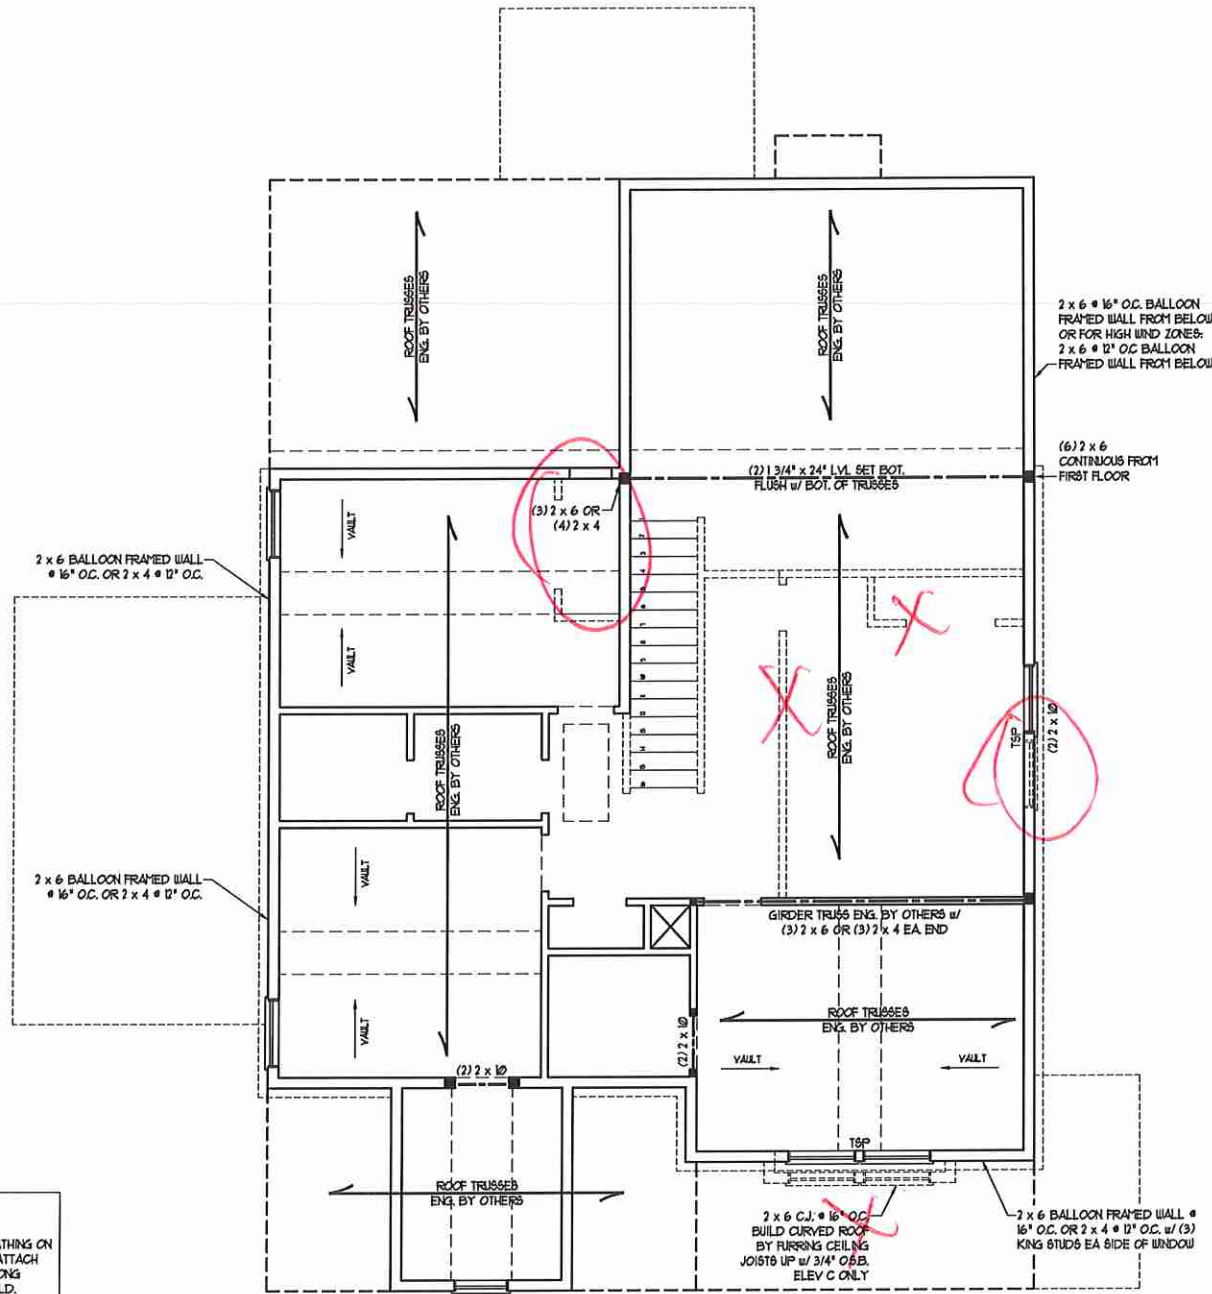 ROOF TRUSSES
ENG. BY OTHERS
ROOF TRUSSES
ENG. BY OTHERS
2 x 6 @ 16" O.C. BALLOON
FRAMED WALL FROM BELOW
OR FOR HIGH WIND ZONES:
2 x 6 @ 12" O.C BALLOON
FRAMED WALL FROM BELOW
(6) 2 x 6
CONTINUOUS FROM
FIRST FLOOR
(2) 1 3/4" x 24" LVL SET BOT.
FLUSH w/ BOT. OF TRUSSES
(3) 2 x 6 OR
(4) 2 x 4
VAULT
2 x 6 BALLOON FRAMED WALL
@ 16" O.C. OR 2 x 4 @ 12" O.C.
VAULT
ROOF TRUSSES
ENG. BY OTHERS
ROOF TRUSSES
ENG. BY OTHERS
TSP
(2) 2 x 10
2 x 6 BALLOON FRAMED WALL
@ 16" O.C. OR 2 x 4 @ 12" O.C.
VAULT
GIRDER TRUSS ENG. BY OTHERS w/
(3) 2 x 6 OR (3) 2 x 4 EA. END
VAULT
ROOF TRUSSES
ENG. BY OTHERS
(2) 2 x 10
VAULT
VAULT
(2) 2 x 10
TSP
ROOF TRUSSES
ENG. BY OTHERS
2 x 6 C.J. @ 16" O.C.
BUILD CURVED ROOF
BY FURRING CEILING
JOISTS UP w/ 3/4" O.S.B.
ELEV C ONLY
2 x 6 BALLOON FRAMED WALL @
16" O.C. OR 2 x 4 @ 12" O.C. w/ (3)
KING STUDS EA SIDE OF WINDOW
THING ON
ATTACH
ONG
LD.